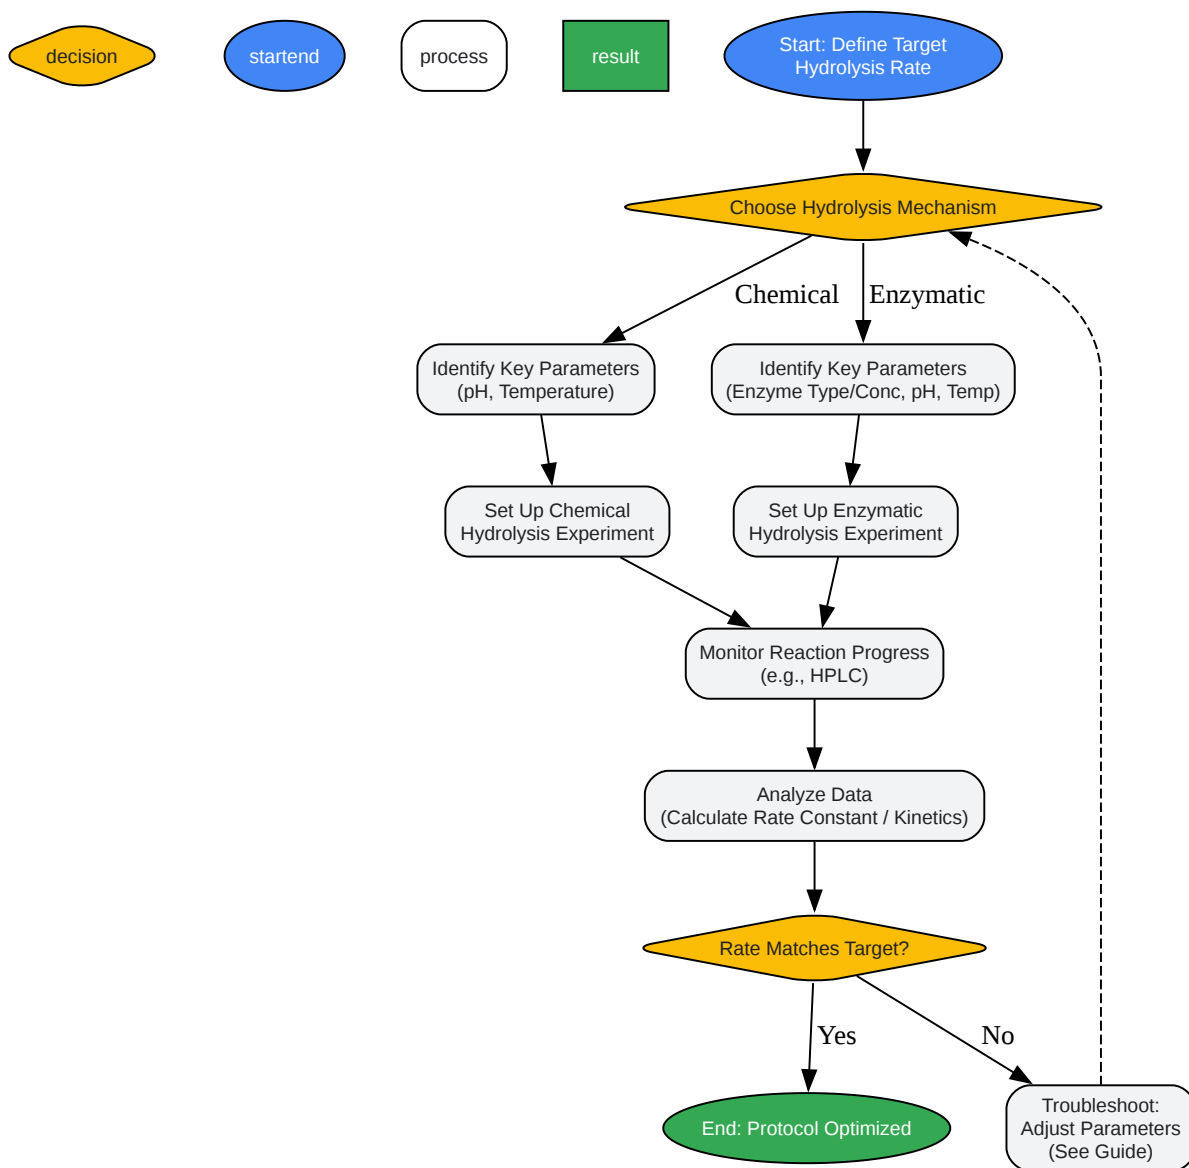 decision
startend
process
result
Start: Define Target
Hydrolysis Rate
Choose Hydrolysis Mechanism
Chemical
Enzymatic
Identify Key Parameters
(pH, Temperature)
Identify Key Parameters
(Enzyme Type/Conc, pH, Temp)
Set Up Chemical
Hydrolysis Experiment
Set Up Enzymatic
Hydrolysis Experiment
Monitor Reaction Progress
(e.g., HPLC)
Analyze Data
(Calculate Rate Constant / Kinetics)
Rate Matches Target?
Yes
No
End: Protocol Optimized
Troubleshoot:
Adjust Parameters
(See Guide)